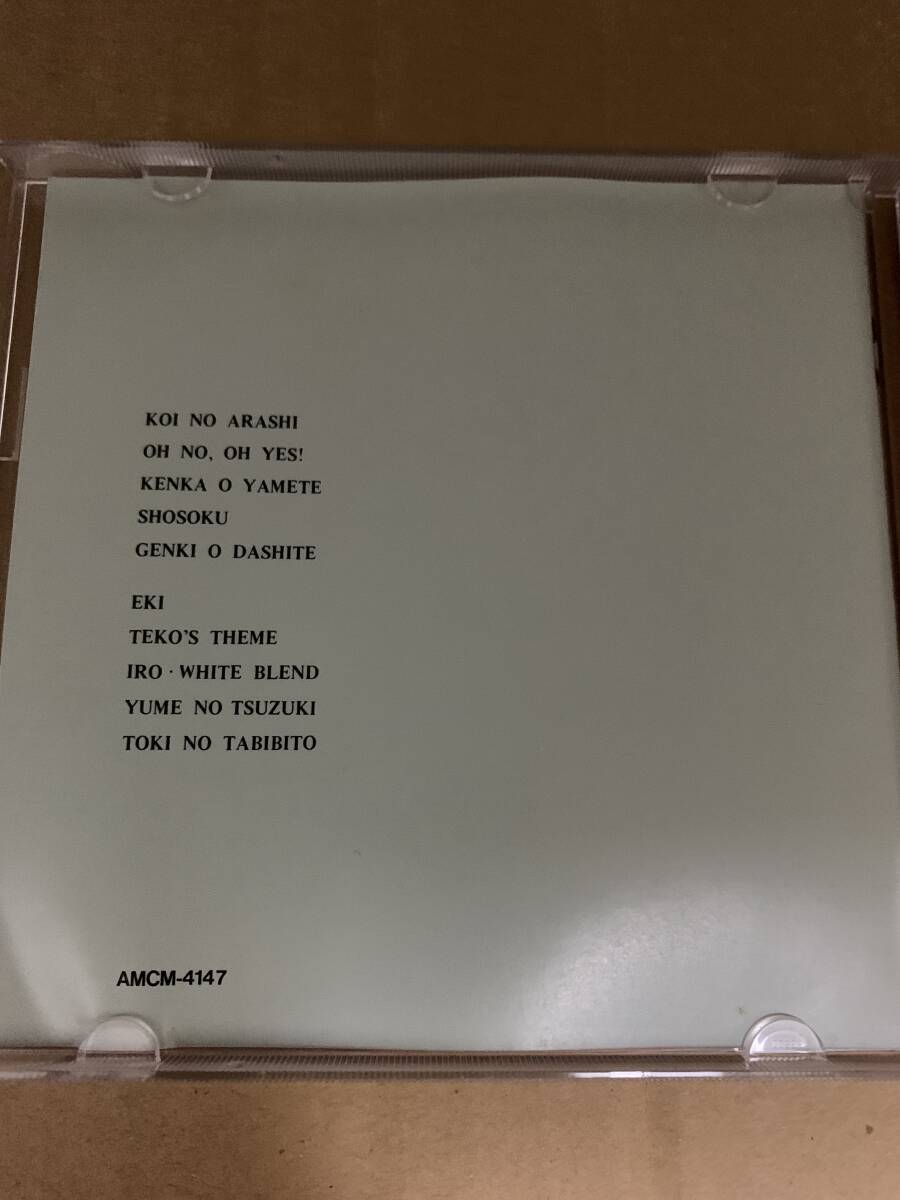 KOI NO ARASHI
OH NO, OH YES!
KENKA O YAMETE
SHOSOKU
GENKI O DASHITE
EKI
TEKO'S THEME
IRO · WHITE BLEND
YUME NO TSUZUKI
TOKI NO TABIBITO
AMCM-4147